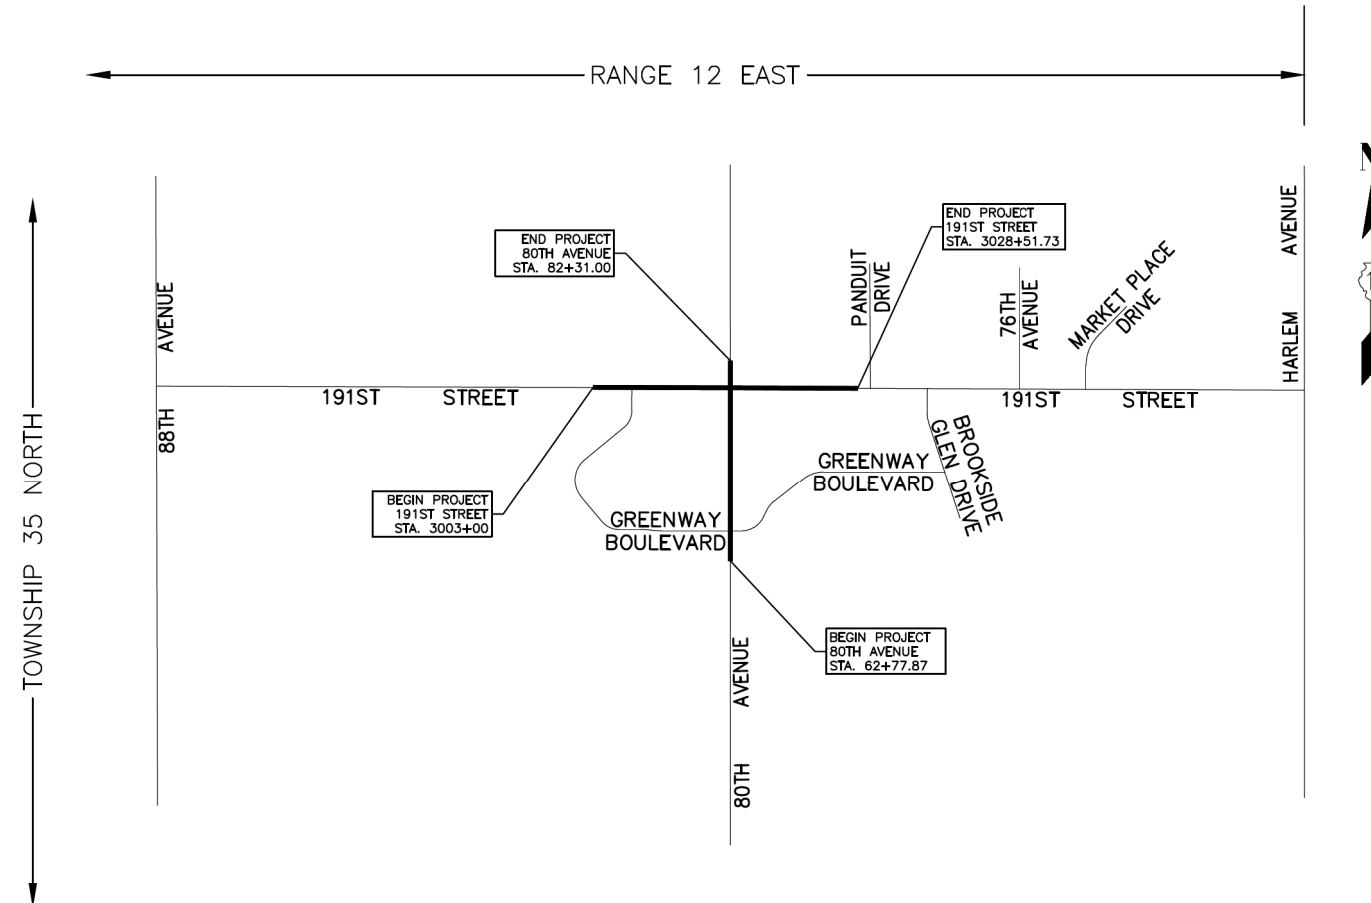 RANGE 12 EAST
N
TOWNSHIP 35 NORTH
END PROJECT
80TH AVENUE
STA. 82+31.00
END PROJECT
191ST STREET
STA. 3028+51.73
88TH AVENUE
PANDUIT
DRIVE
76TH
AVENUE
MARKET PLACE
DRIVE
HARLEM AVENUE
191ST STREET
191ST STREET
BROOKSIDE
GLEN DRIVE
GREENWAY
BOULEVARD
BEGIN PROJECT
191ST STREET
STA. 3003+00
GREENWAY
BOULEVARD
BEGIN PROJECT
80TH AVENUE
STA. 62+77.87
80TH AVENUE